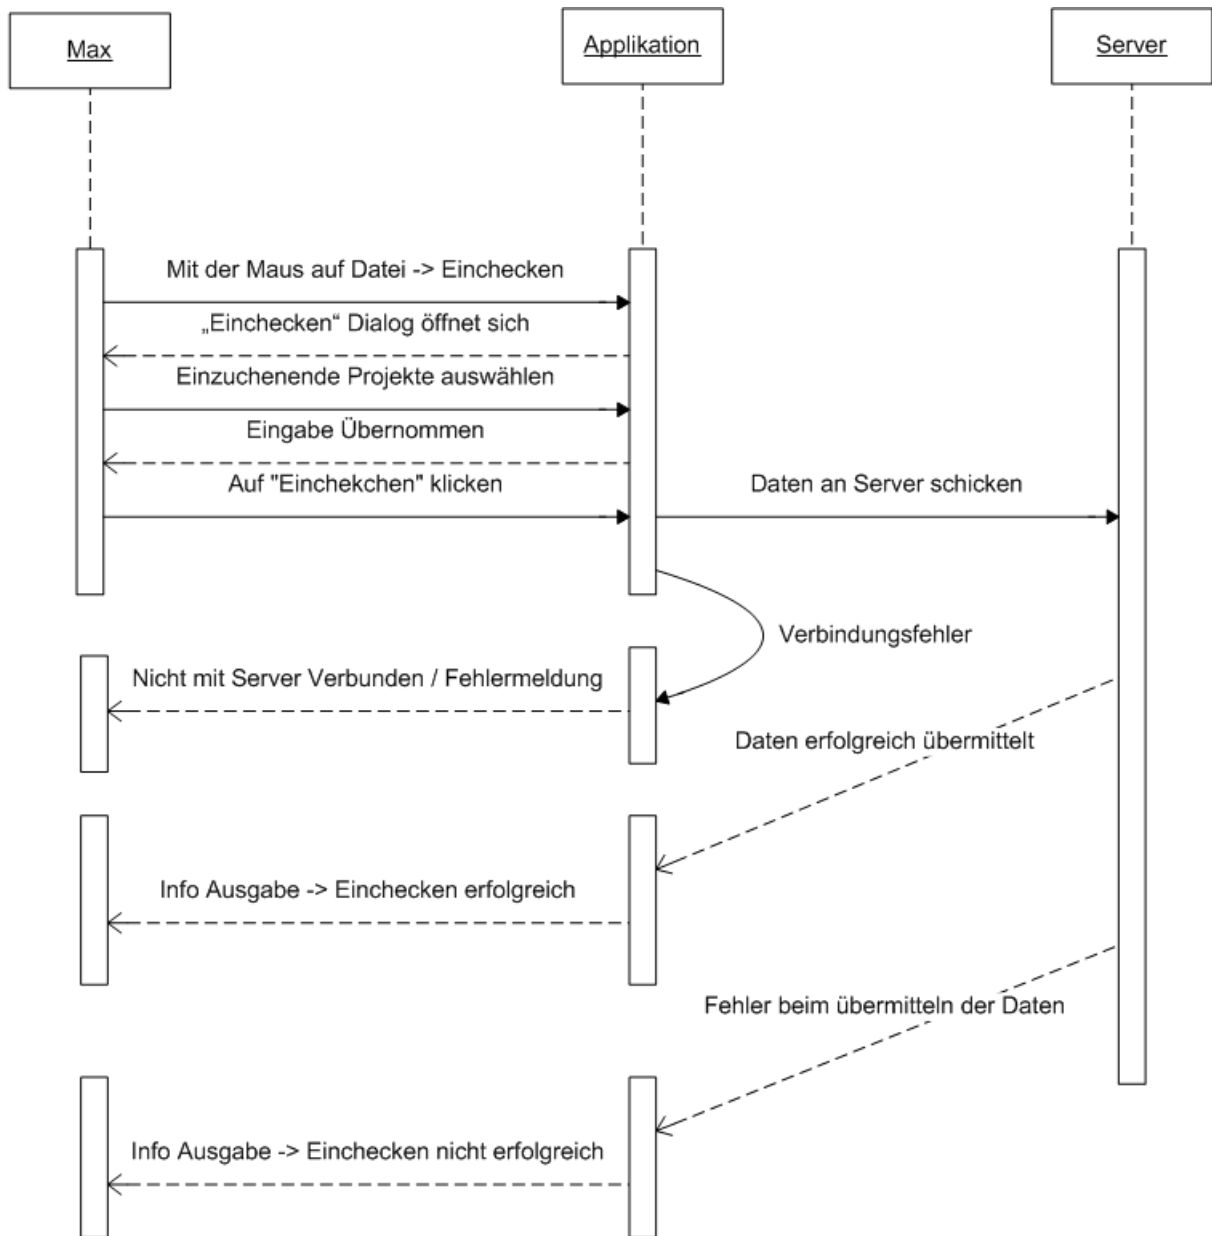 Max
Applikation
Server
Mit der Maus auf Datei -> Einchecken
„Einchecken“ Dialog öffnet sich
Einzuchenende Projekte auswählen
Eingabe Übernommen
Auf "Einchekchen" klicken
Daten an Server schicken
Verbindungsfehler
Nicht mit Server Verbunden / Fehlermeldung
Daten erfolgreich übermittelt
Info Ausgabe -> Einchecken erfolgreich
Fehler beim übermitteln der Daten
Info Ausgabe -> Einchecken nicht erfolgreich